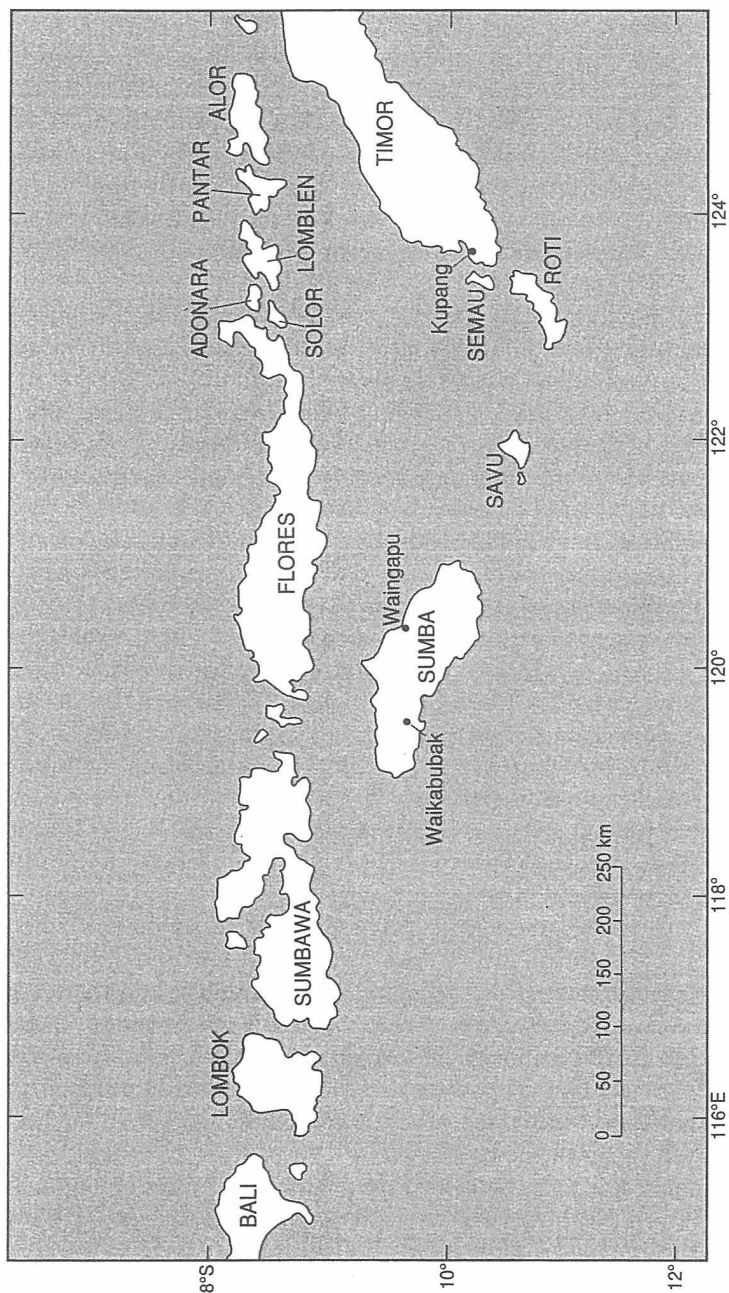 BALI
LOMBOK
SUMBAWA
FLORES
ADONARA
SOLOR
LOMBLEN
PANTAR
ALOR
TIMOR
Kupang
SEMAU
ROTI
SAVU
Waingapu
SUMBA
Waikabubak
0 50 100 150 200 250 km
8°S
10°
12°
116°E
118°
120°
122°
124°